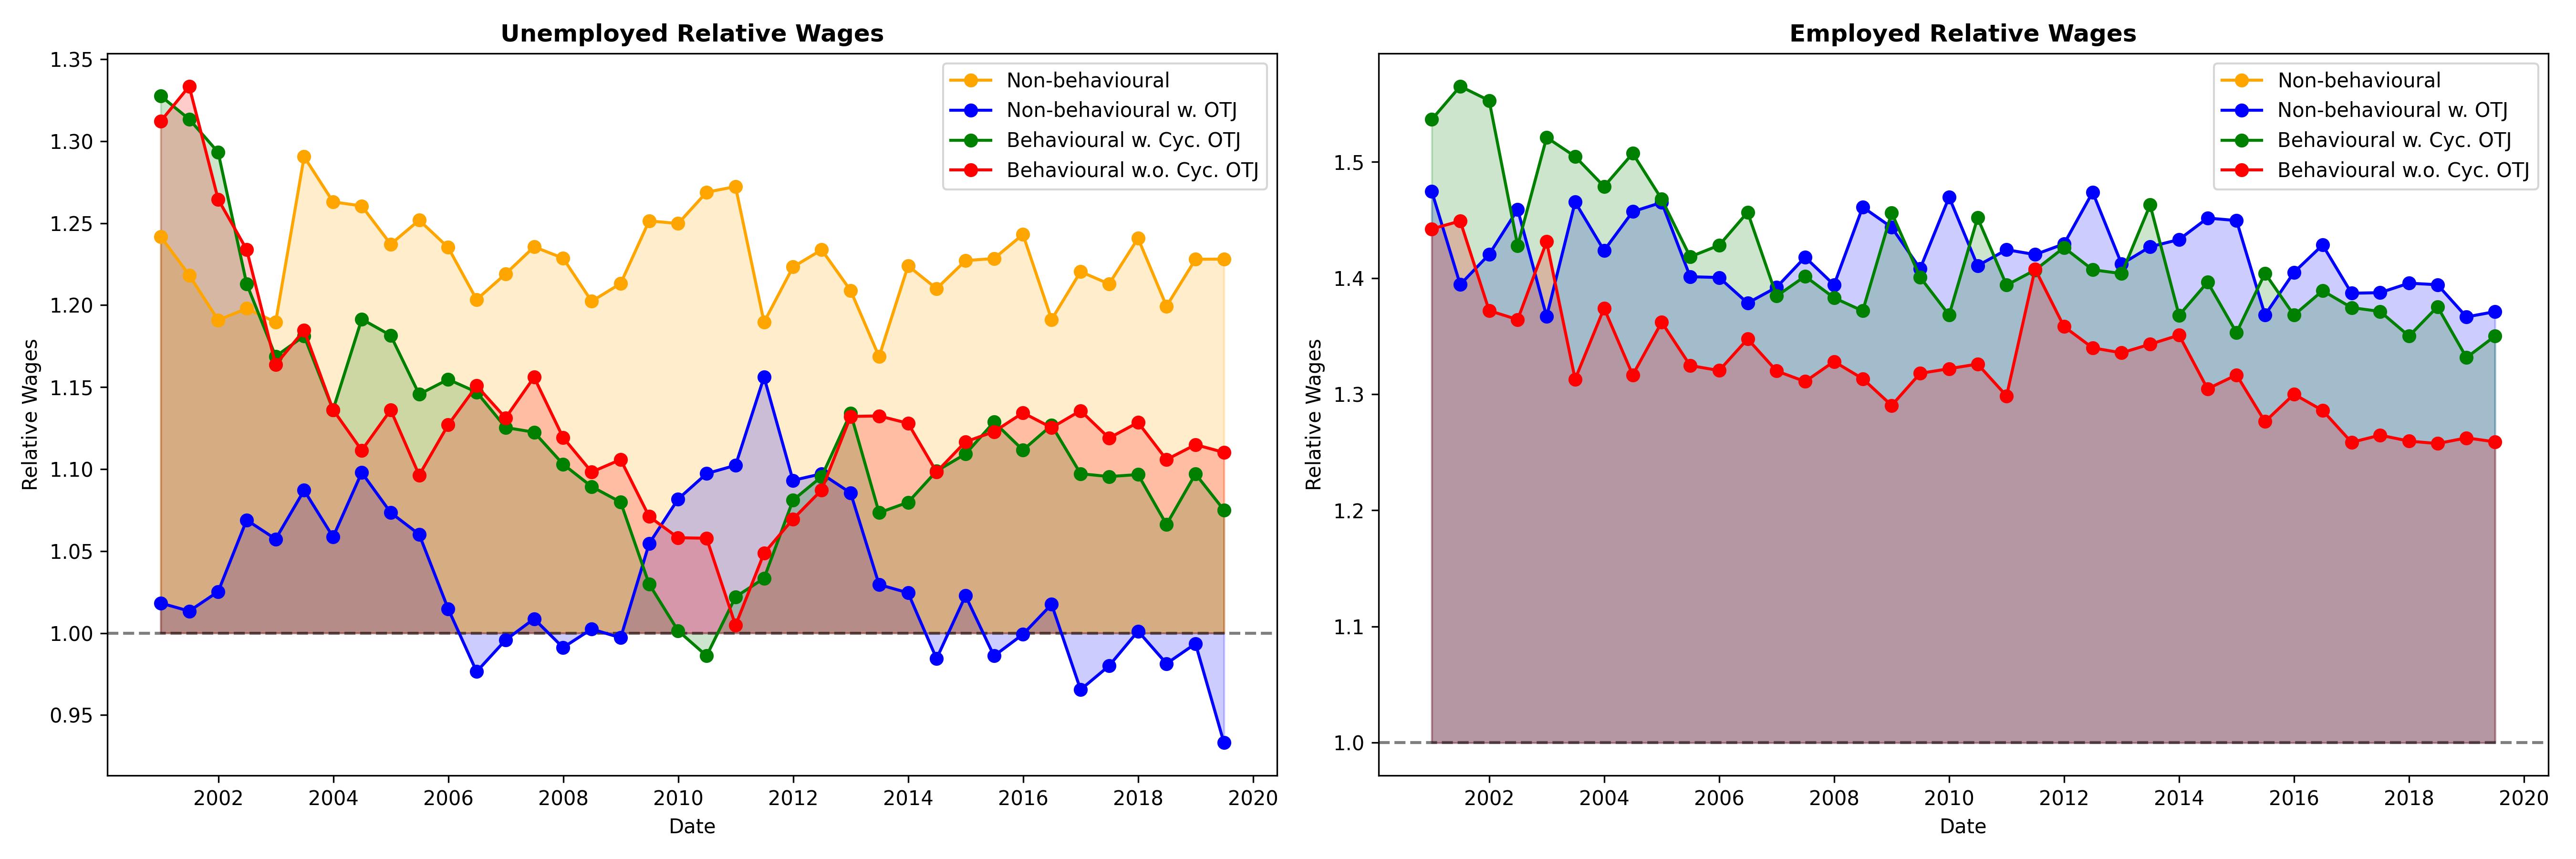 Unemployed Relative Wages
Relative Wages
1.35
1.30
1.25
1.20
1.15
1.10
1.05
1.00
0.95
Non-behavioural
Non-behavioural w. OTJ
Behavioural w. Cyc. OTJ
Behavioural w.o. Cyc. OTJ
2002 2004 2006 2008 2010 2012 2014 2016 2018 2020
Date
Employed Relative Wages
Relative Wages
1.5
1.4
1.3
1.2
1.1
1.0
Non-behavioural
Non-behavioural w. OTJ
Behavioural w. Cyc. OTJ
Behavioural w.o. Cyc. OTJ
2002 2004 2006 2008 2010 2012 2014 2016 2018 2020
Date